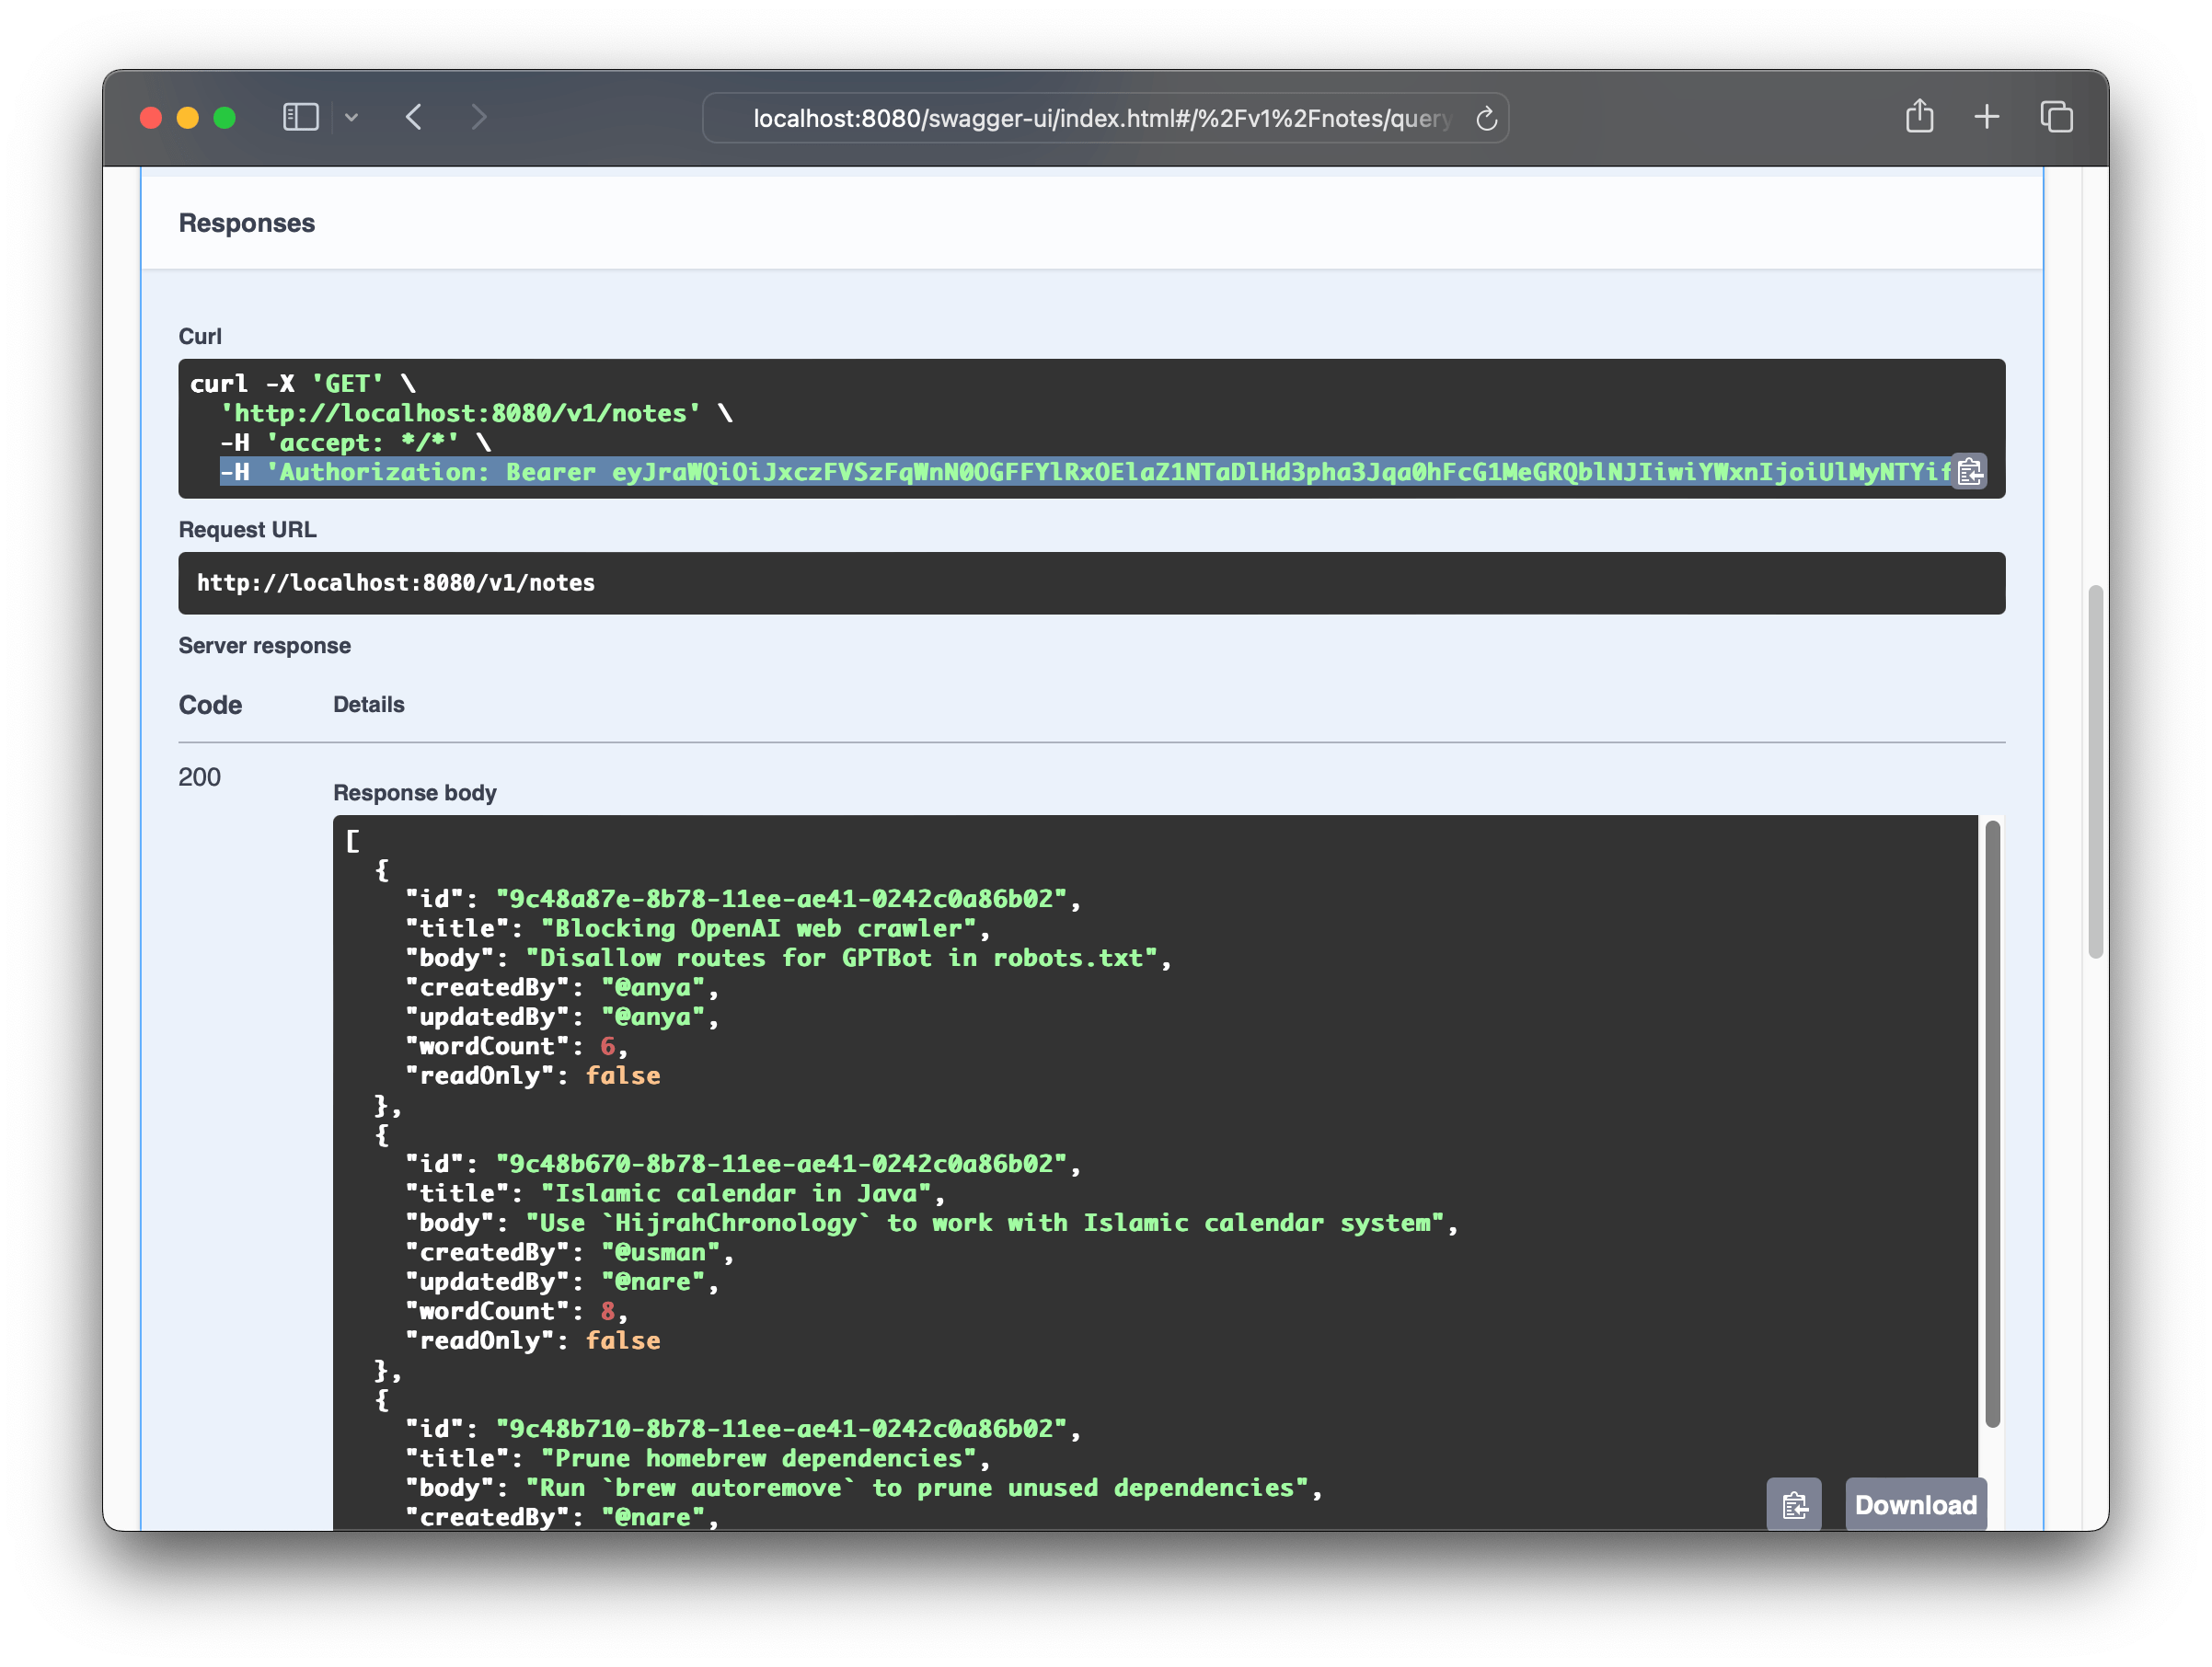 localhost:8080/swagger-ui/index.html#/%2Fv1%2Fnotes/query
Responses
Curl
curl -X 'GET' \
'http://localhost:8080/v1/notes' \
-H 'accept: */*' \
-H 'Authorization: Bearer eyJraWQiOiJxczFVSzFqWnN0OGFFYlRxOElaZ1NTaDlHd3pha3Jqa0hFcG1MeGRQblNJIiwiYWxnIjoiUlMyNTYif
Request URL
http://localhost:8080/v1/notes
Server response
Code Details
200
Response body
[
{
"id": "9c48a87e-8b78-11ee-ae41-0242c0a86b02",
"title": "Blocking OpenAI web crawler",
"body": "Disallow routes for GPTBot in robots.txt",
"createdBy": "@anya",
"updatedBy": "@anya",
"wordCount": 6,
"readOnly": false
},
{
"id": "9c48b670-8b78-11ee-ae41-0242c0a86b02",
"title": "Islamic calendar in Java",
"body": "Use `HijrahChronology` to work with Islamic calendar system",
"createdBy": "@usman",
"updatedBy": "@nare",
"wordCount": 8,
"readOnly": false
},
{
"id": "9c48b710-8b78-11ee-ae41-0242c0a86b02",
"title": "Prune homebrew dependencies",
"body": "Run `brew autoremove` to prune unused dependencies",
"createdBy": "@nare",
Download